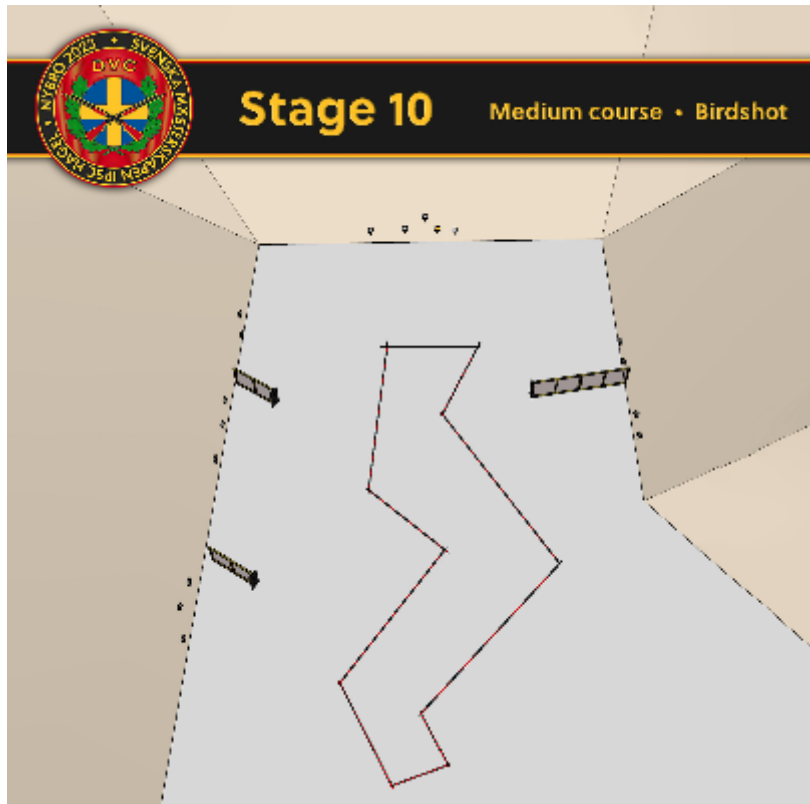 NYBRO 2023 • SVENSKA MÄSTERSKAPEN IPSC HAGEL •
DVC
Stage 10
Medium course • Birdshot